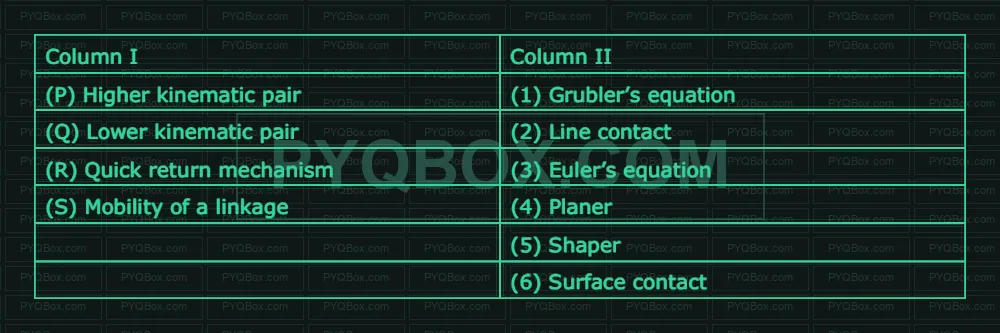 Column I Column II
(P) Higher kinematic pair (1) Grubler's equation
(Q) Lower kinematic pair (2) Line contact
(R) Quick return mechanism (3) Euler's equation
(S) Mobility of a linkage (4) Planer
(5) Shaper
(6) Surface contact
PYQBOX.COM